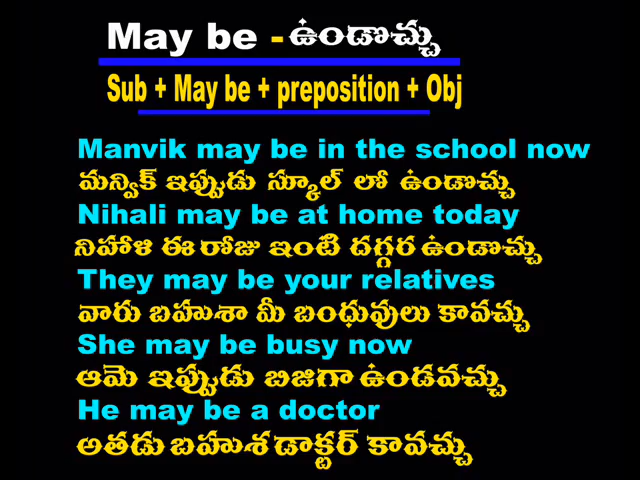 May be - ఉండొచ్చు
Sub + May be + preposition + Obj
Manvik may be in the school now
మన్విక్ ఇప్పుడు స్కూల్ లో ఉండొచ్చు
Nihali may be at home today
నిహాళి ఈ రోజు ఇంటి దగ్గర ఉండొచ్చు
They may be your relatives
వారు బహుశా మీ బంధువులు కావచ్చు
She may be busy now
ఆమె ఇప్పుడు బిజిగా ఉండవచ్చు
He may be a doctor
అతడు బహుశ డాక్టర్ కావచ్చు